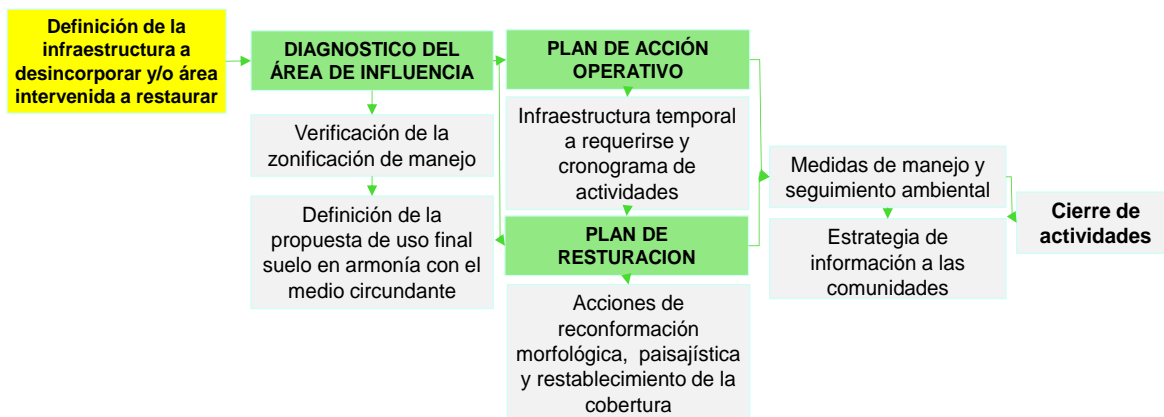 Definición de la
infraestructura a
desincorporar y/o área
intervenida a restaurar
DIAGNOSTICO DEL
ÁREA DE INFLUENCIA
Verificación de la
zonificación de manejo
Definición de la
propuesta de uso final
suelo en armonía con el
medio circundante
PLAN DE ACCIÓN
OPERATIVO
Infraestructura temporal
a requerirse y
cronograma de
actividades
PLAN DE
RESTURACION
Acciones de
reconformación
morfológica, paisajística
y restablecimiento de la
cobertura
Medidas de manejo y
seguimiento ambiental
Estrategia de
información a las
comunidades
Cierre de
actividades